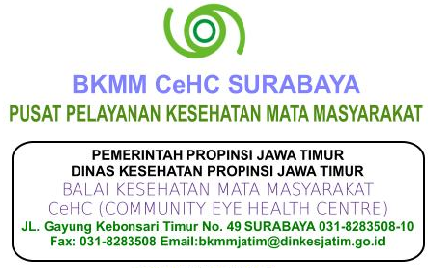 BKMM CeHC SURABAYA
PUSAT PELAYANAN KESEHATAN MATA MASYARAKAT
PEMERINTAH PROPINSI JAWA TIMUR
DINAS KESEHATAN PROPINSI JAWA TIMUR
BALAI KESEHATAN MATA MASYARAKAT
CeHC (COMMUNITY EYE HEALTH CENTRE)
JL. Gayung Kebonsari Timur No. 49 SURABAYA 031-8283508-10
Fax: 031-8283508 Email:bkmmjatim@dinkesjatim.go.id